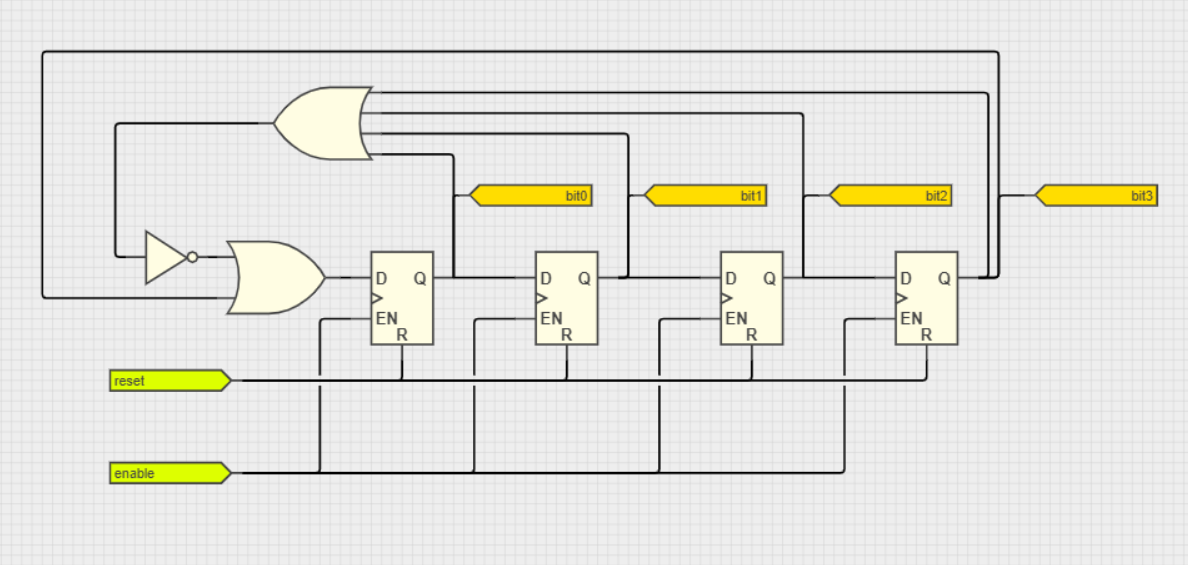 bit0
bit1
bit2
bit3
D Q
EN
R
D Q
EN
R
D Q
EN
R
D Q
EN
R
reset
enable